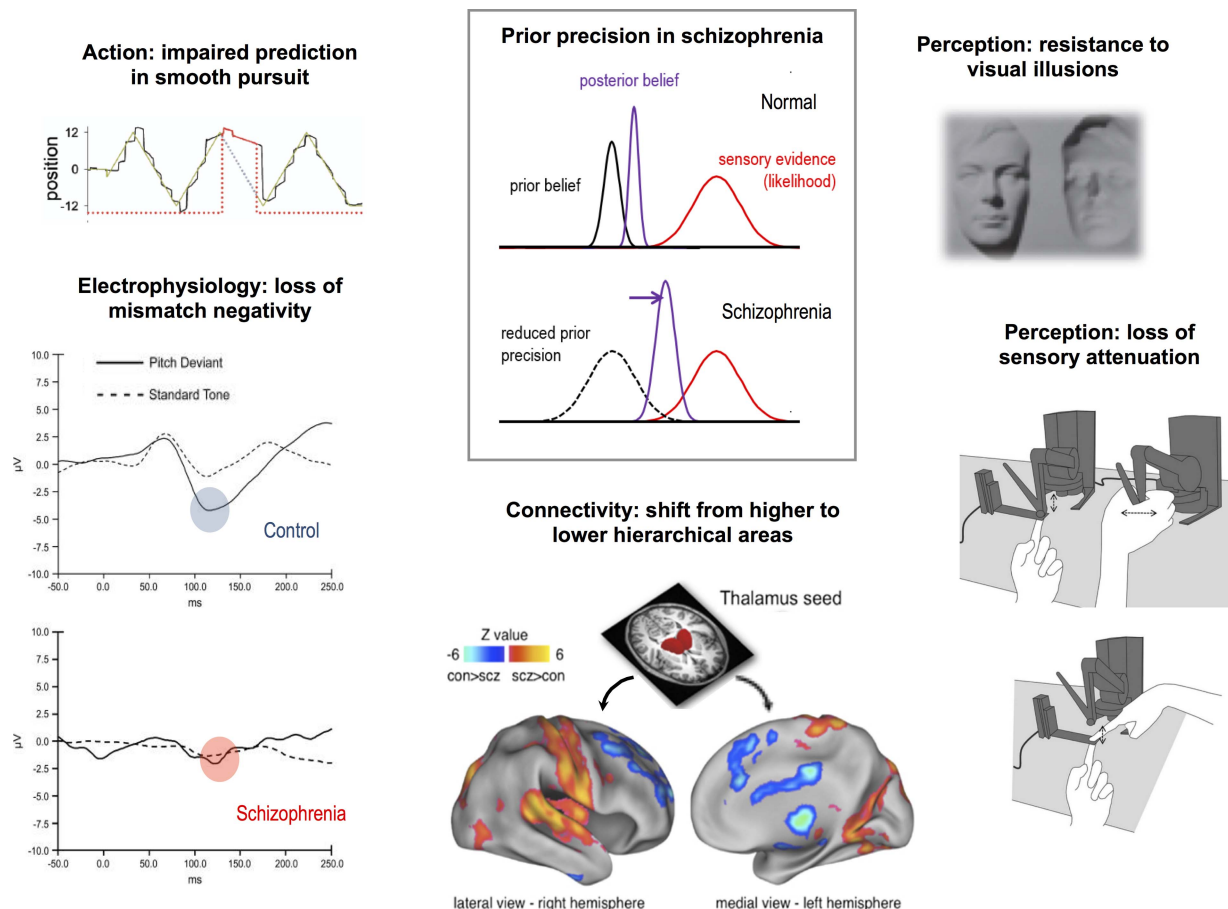 Action: impaired prediction
in smooth pursuit
position
12
0
-12
Electrophysiology: loss of
mismatch negativity
10.0
7.5
5.0
2.5
0.0
-2.5
-5.0
-7.5
-10.0
µV
Pitch Deviant
Standard Tone
Control
-50.0 0.0 50.0 100.0 150.0 200.0 250.0
ms
10.0
7.5
5.0
2.5
0.0
-2.5
-5.0
-7.5
-10.0
µV
Schizophrenia
-50.0 0.0 50.0 100.0 150.0 200.0 250.0
ms
Prior precision in schizophrenia
posterior belief
Normal
prior belief
sensory evidence
(likelihood)
Schizophrenia
reduced prior
precision
Connectivity: shift from higher to
lower hierarchical areas
Thalamus seed
Z value
-6 6
con>scz scz>con
lateral view - right hemisphere
medial view - left hemisphere
Perception: resistance to
visual illusions
Perception: loss of
sensory attenuation